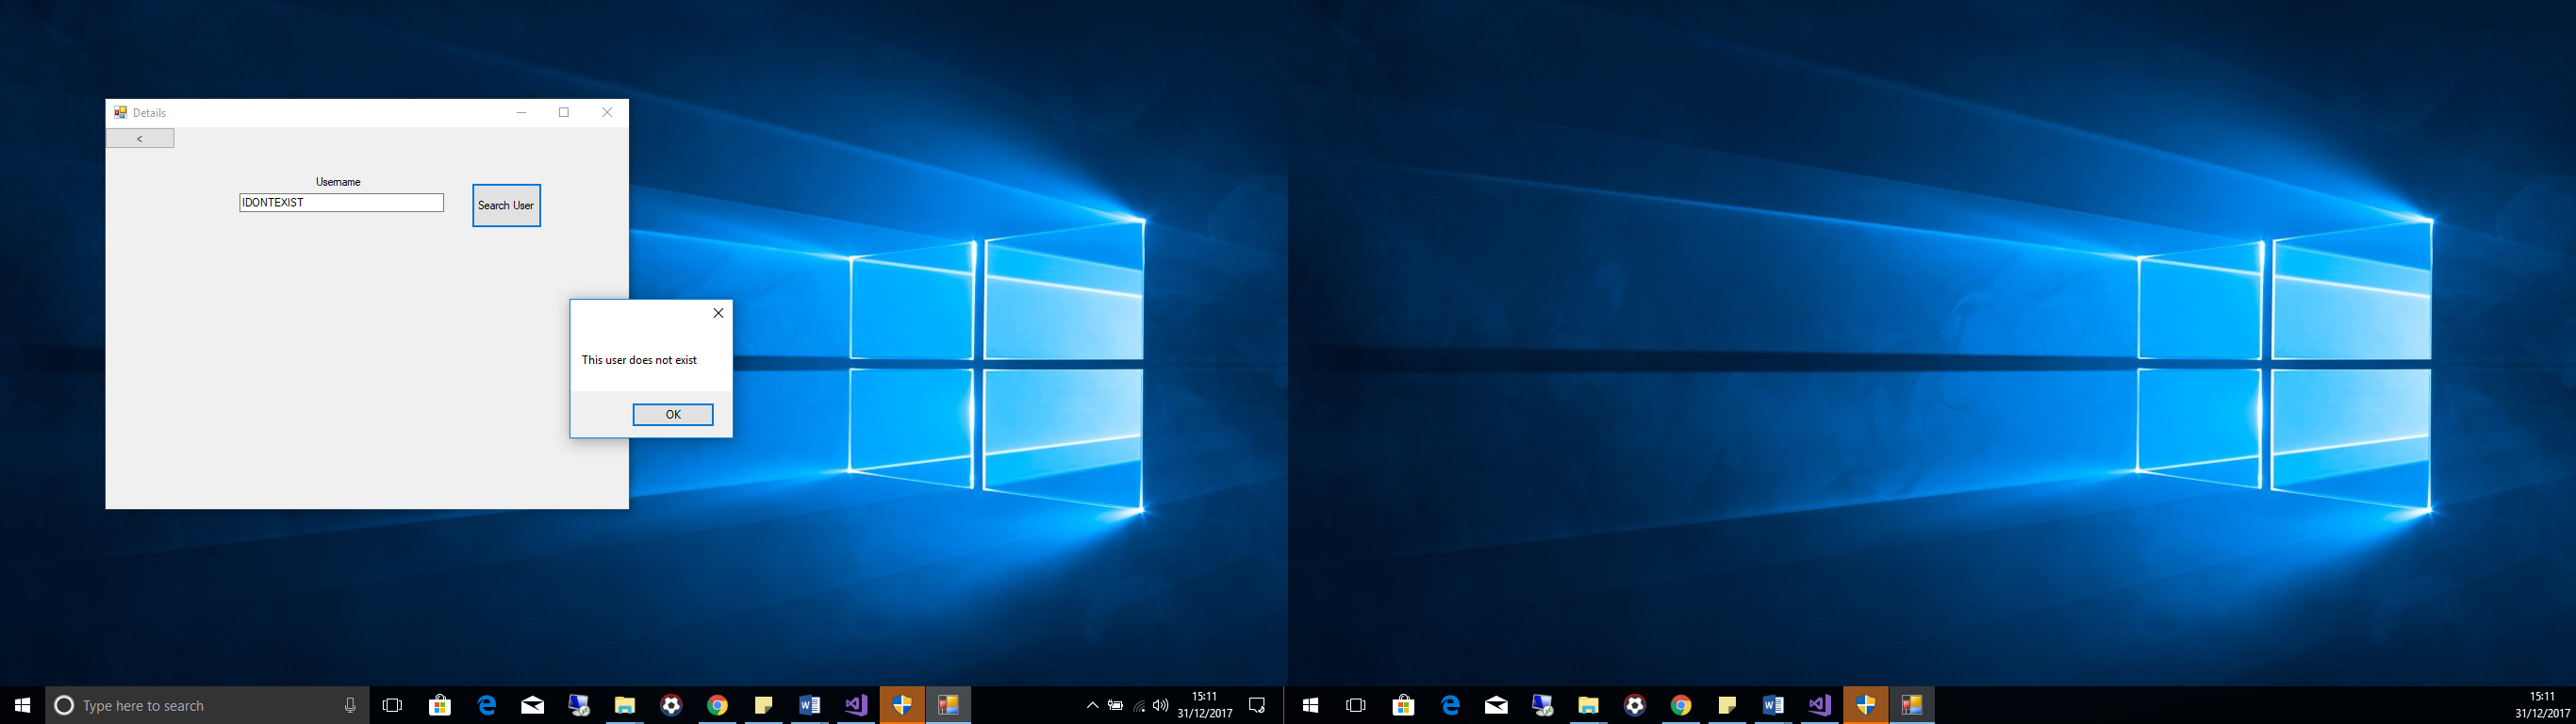 Details
<
Username
IDONTEXIST
Search User
This user does not exist
OK
Type here to search
15:11
31/12/2017
15:11
31/12/2017